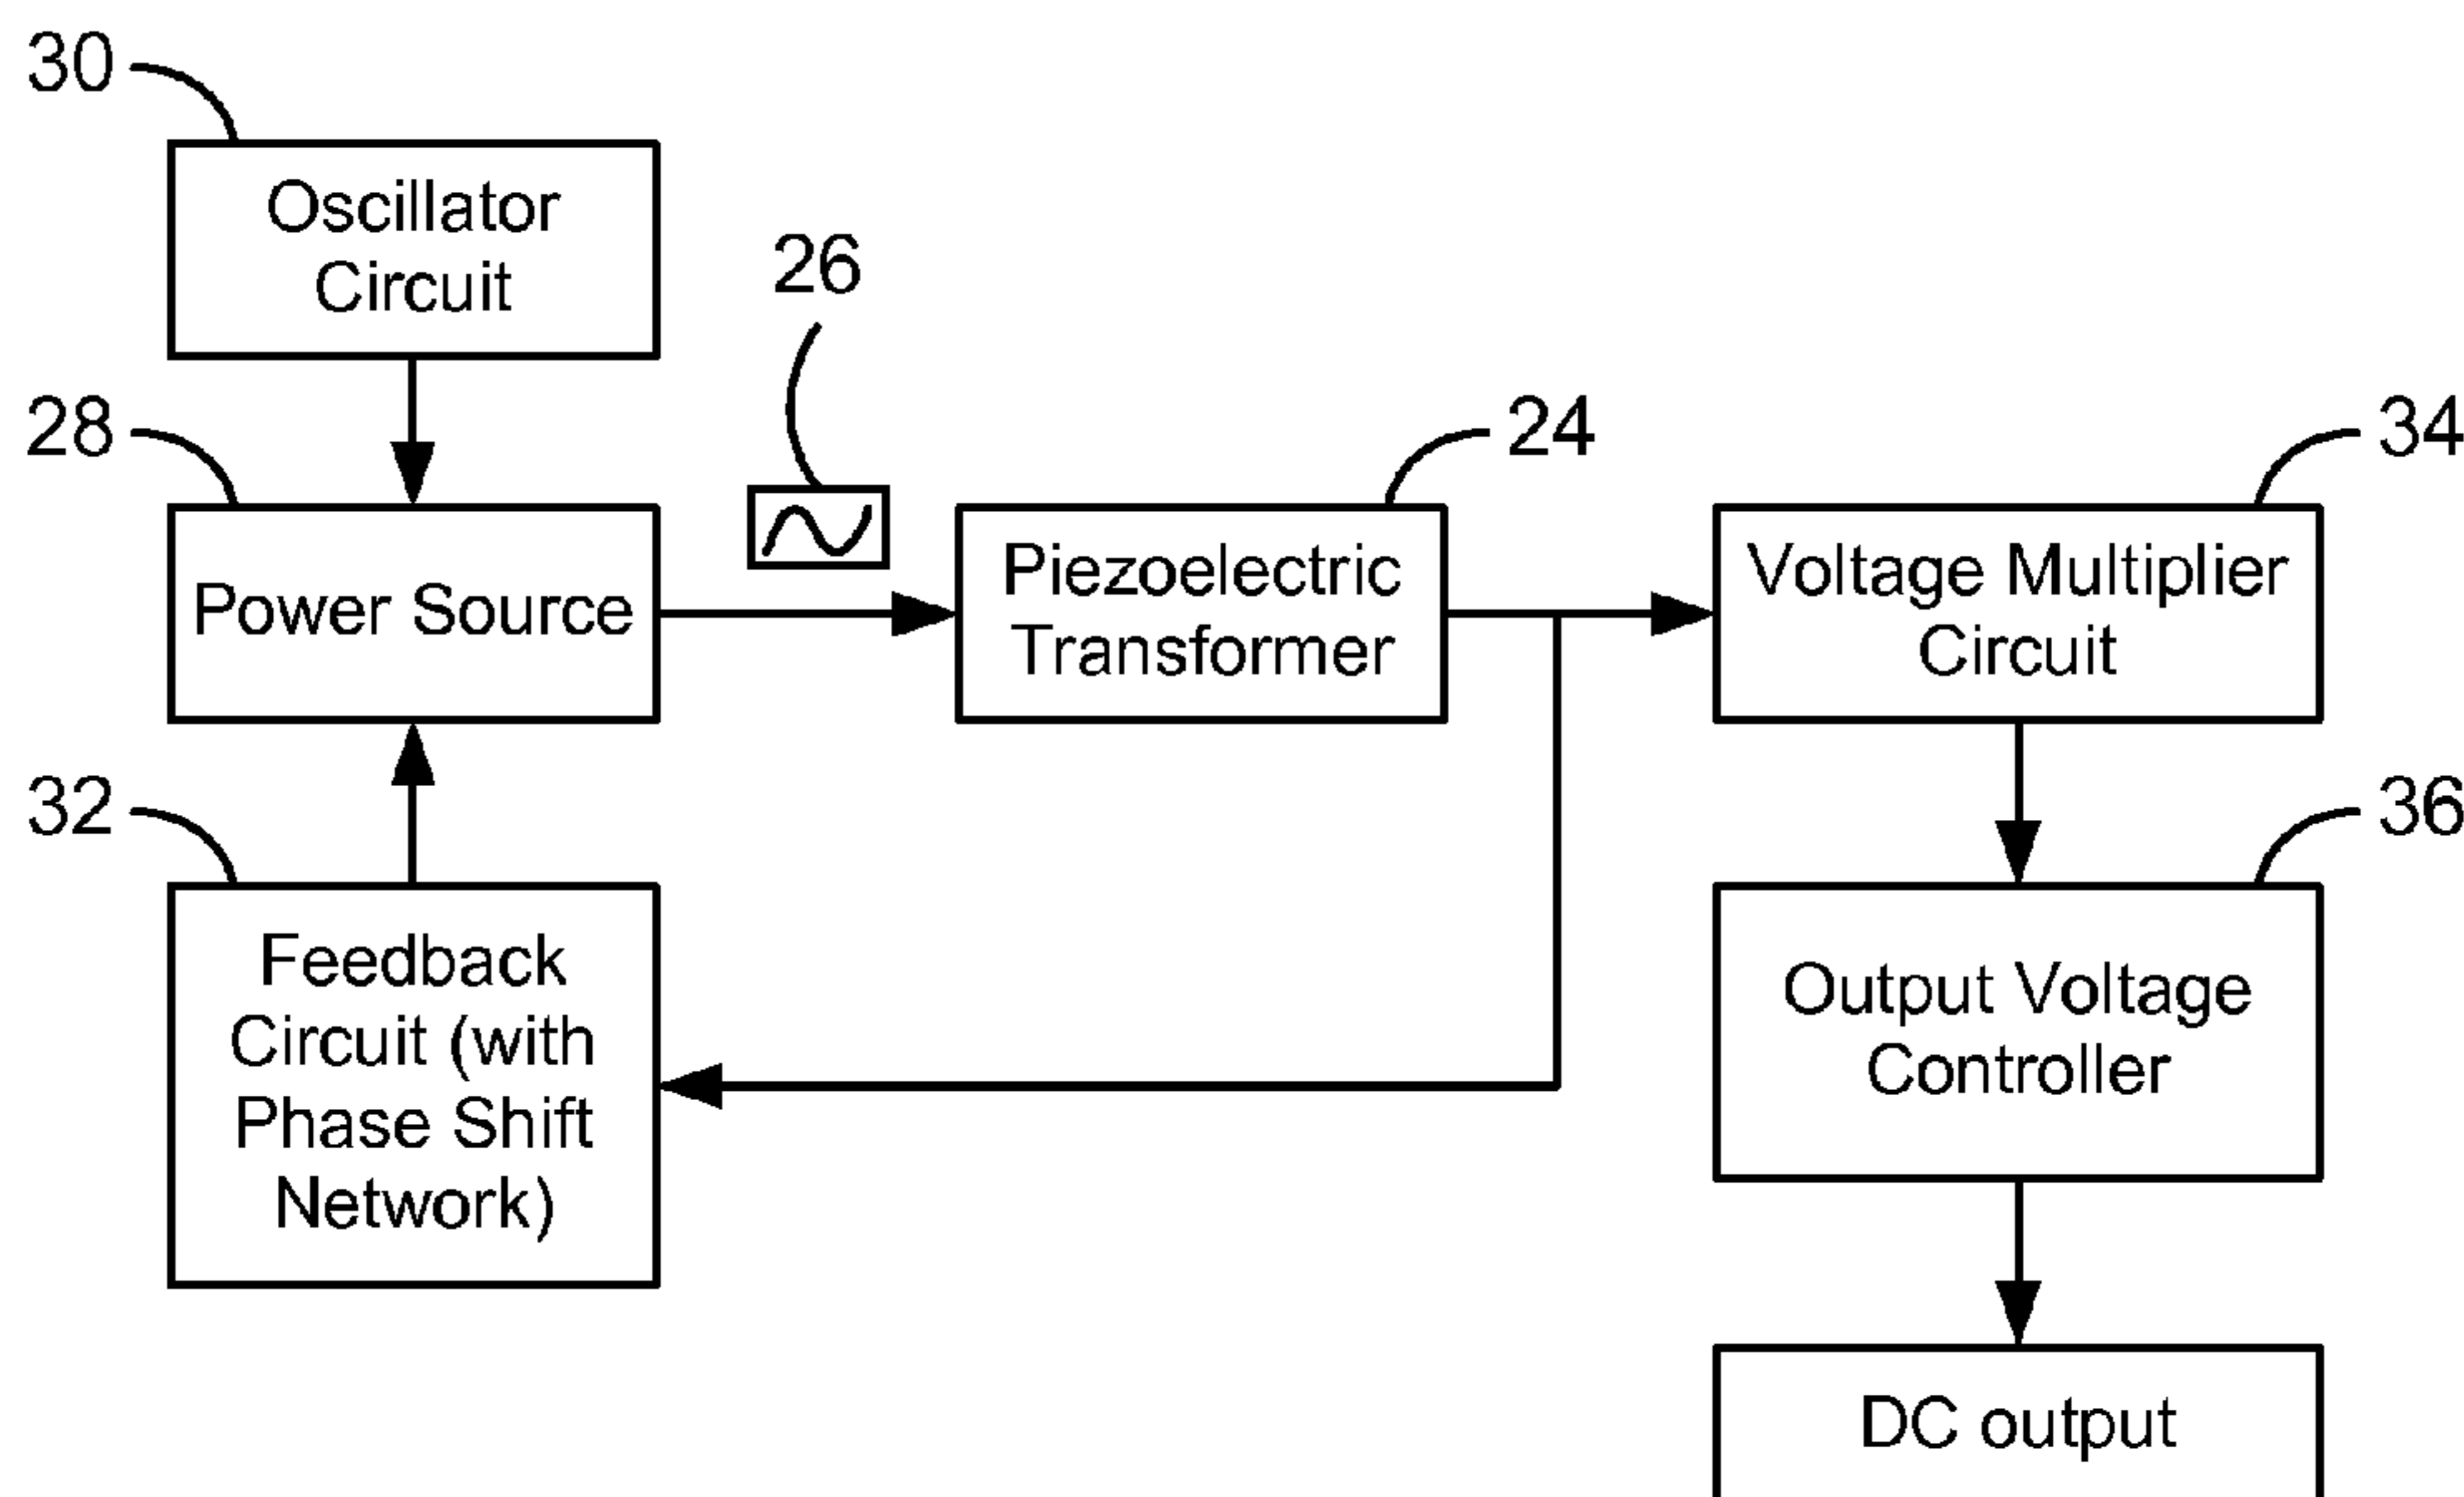 30
Oscillator
Circuit
26
28
24
34
Power Source
Piezoelectric
Transformer
Voltage Multiplier
Circuit
32
36
Feedback
Circuit (with
Phase Shift
Network)
Output Voltage
Controller
DC output